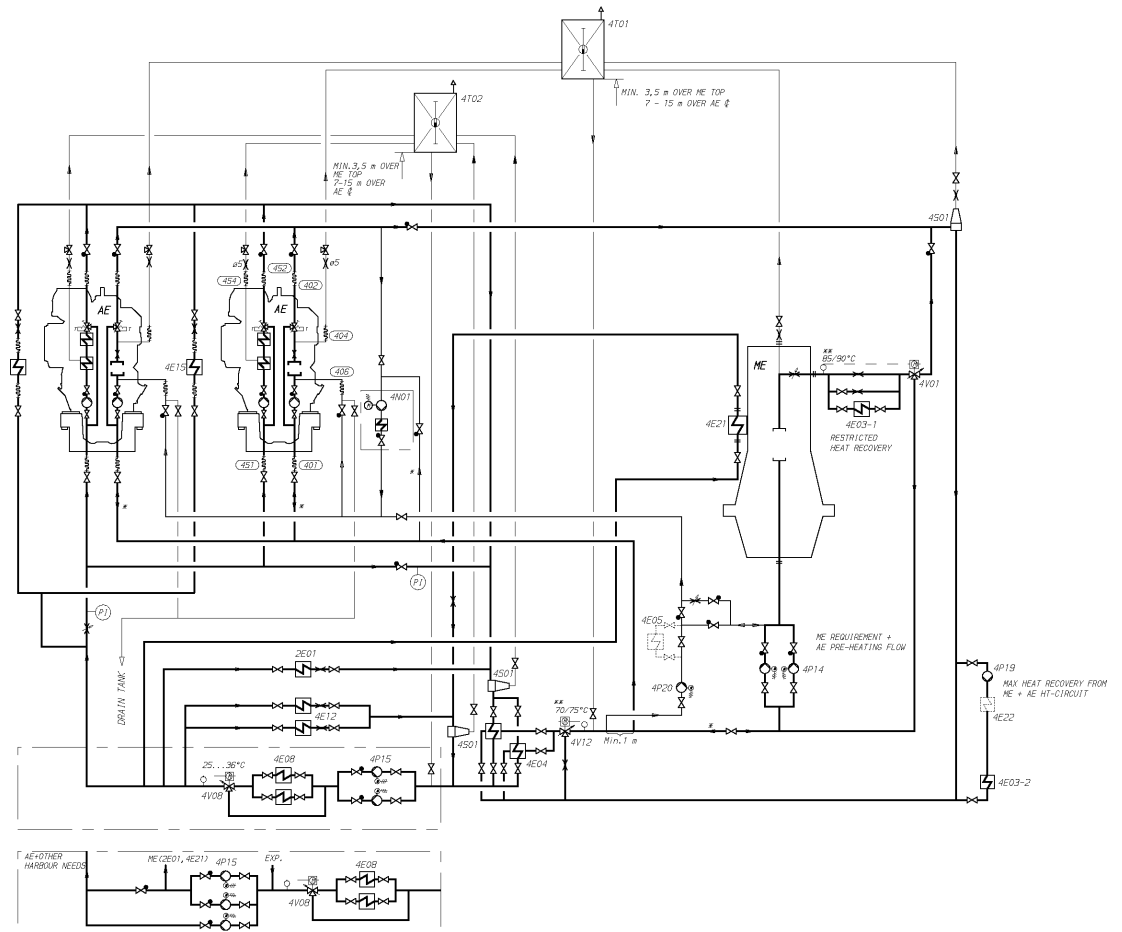 4T01
MIN. 3,5 m OVER ME TOP
7 - 15 m OVER AE ℄
4T02
MIN.3,5 m OVER
ME TOP
7-15 m OVER
AE ℄
4S01
ø5
452
ø5
454
402
AE
AE
404
ME
**
85/90°C
4E15
406
4V01
4N01
4E03-1
4E21
RESTRICTED
HEAT RECOVERY
451
401
*
*
*
PI
PI
4E05
ME REQUIREMENT +
AE PRE-HEATING FLOW
2E01
4P14
4P19
4S01
4P20
MAX HEAT RECOVERY FROM
ME + AE HT-CIRCUIT
DRAIN TANK
**
70/75°C
4E22
4E12
*
4S01
4V12
Min.1 m
25...36°C
4E08
4P15
4E04
4E03-2
4V08
AE+OTHER
HARBOUR NEEDS
ME(2E01,4E21)
4P15
EXP.
4E08
4V08